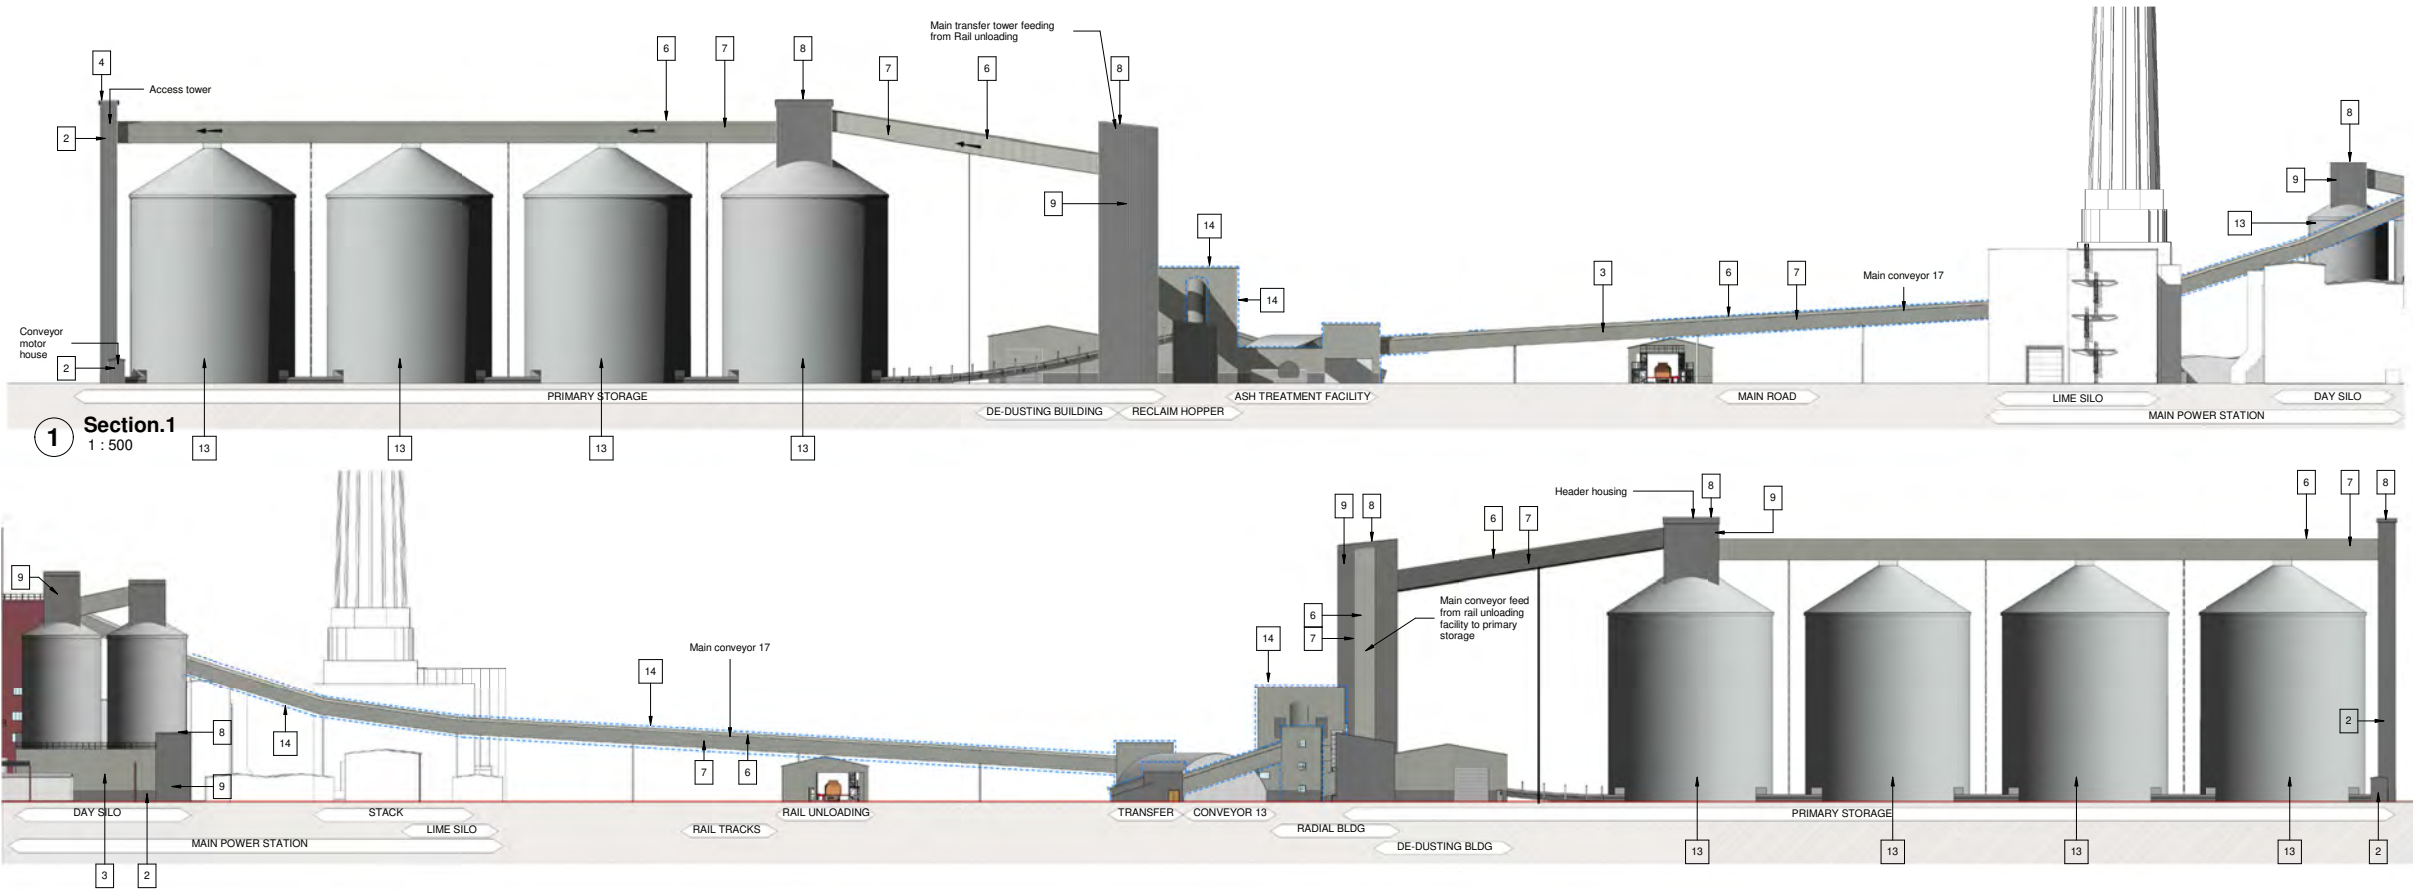 Main transfer tower feeding
from Rail unloading
4
6
7
8
7
6
8
8
Access tower
2
9
9
14
13
3
6
7
Main conveyor 17
14
Conveyor
motor
house
2
PRIMARY STORAGE
ASH TREATMENT FACILITY
MAIN ROAD
LIME SILO
DAY SILO
DE-DUSTING BUILDING
RECLAIM HOPPER
MAIN POWER STATION
1
Section.1
1 : 500
13
13
13
13
Header housing
8
9
6
7
8
9
8
6
7
9
Main conveyor feed
from rail unloading
facility to primary
storage
6
7
14
Main conveyor 17
14
14
8
2
7
6
9
DAY SILO
STACK
RAIL UNLOADING
TRANSFER
CONVEYOR 13
PRIMARY STORAGE
LIME SILO
RAIL TRACKS
RADIAL BLDG
MAIN POWER STATION
DE-DUSTING BLDG
13
13
13
13
2
3
2